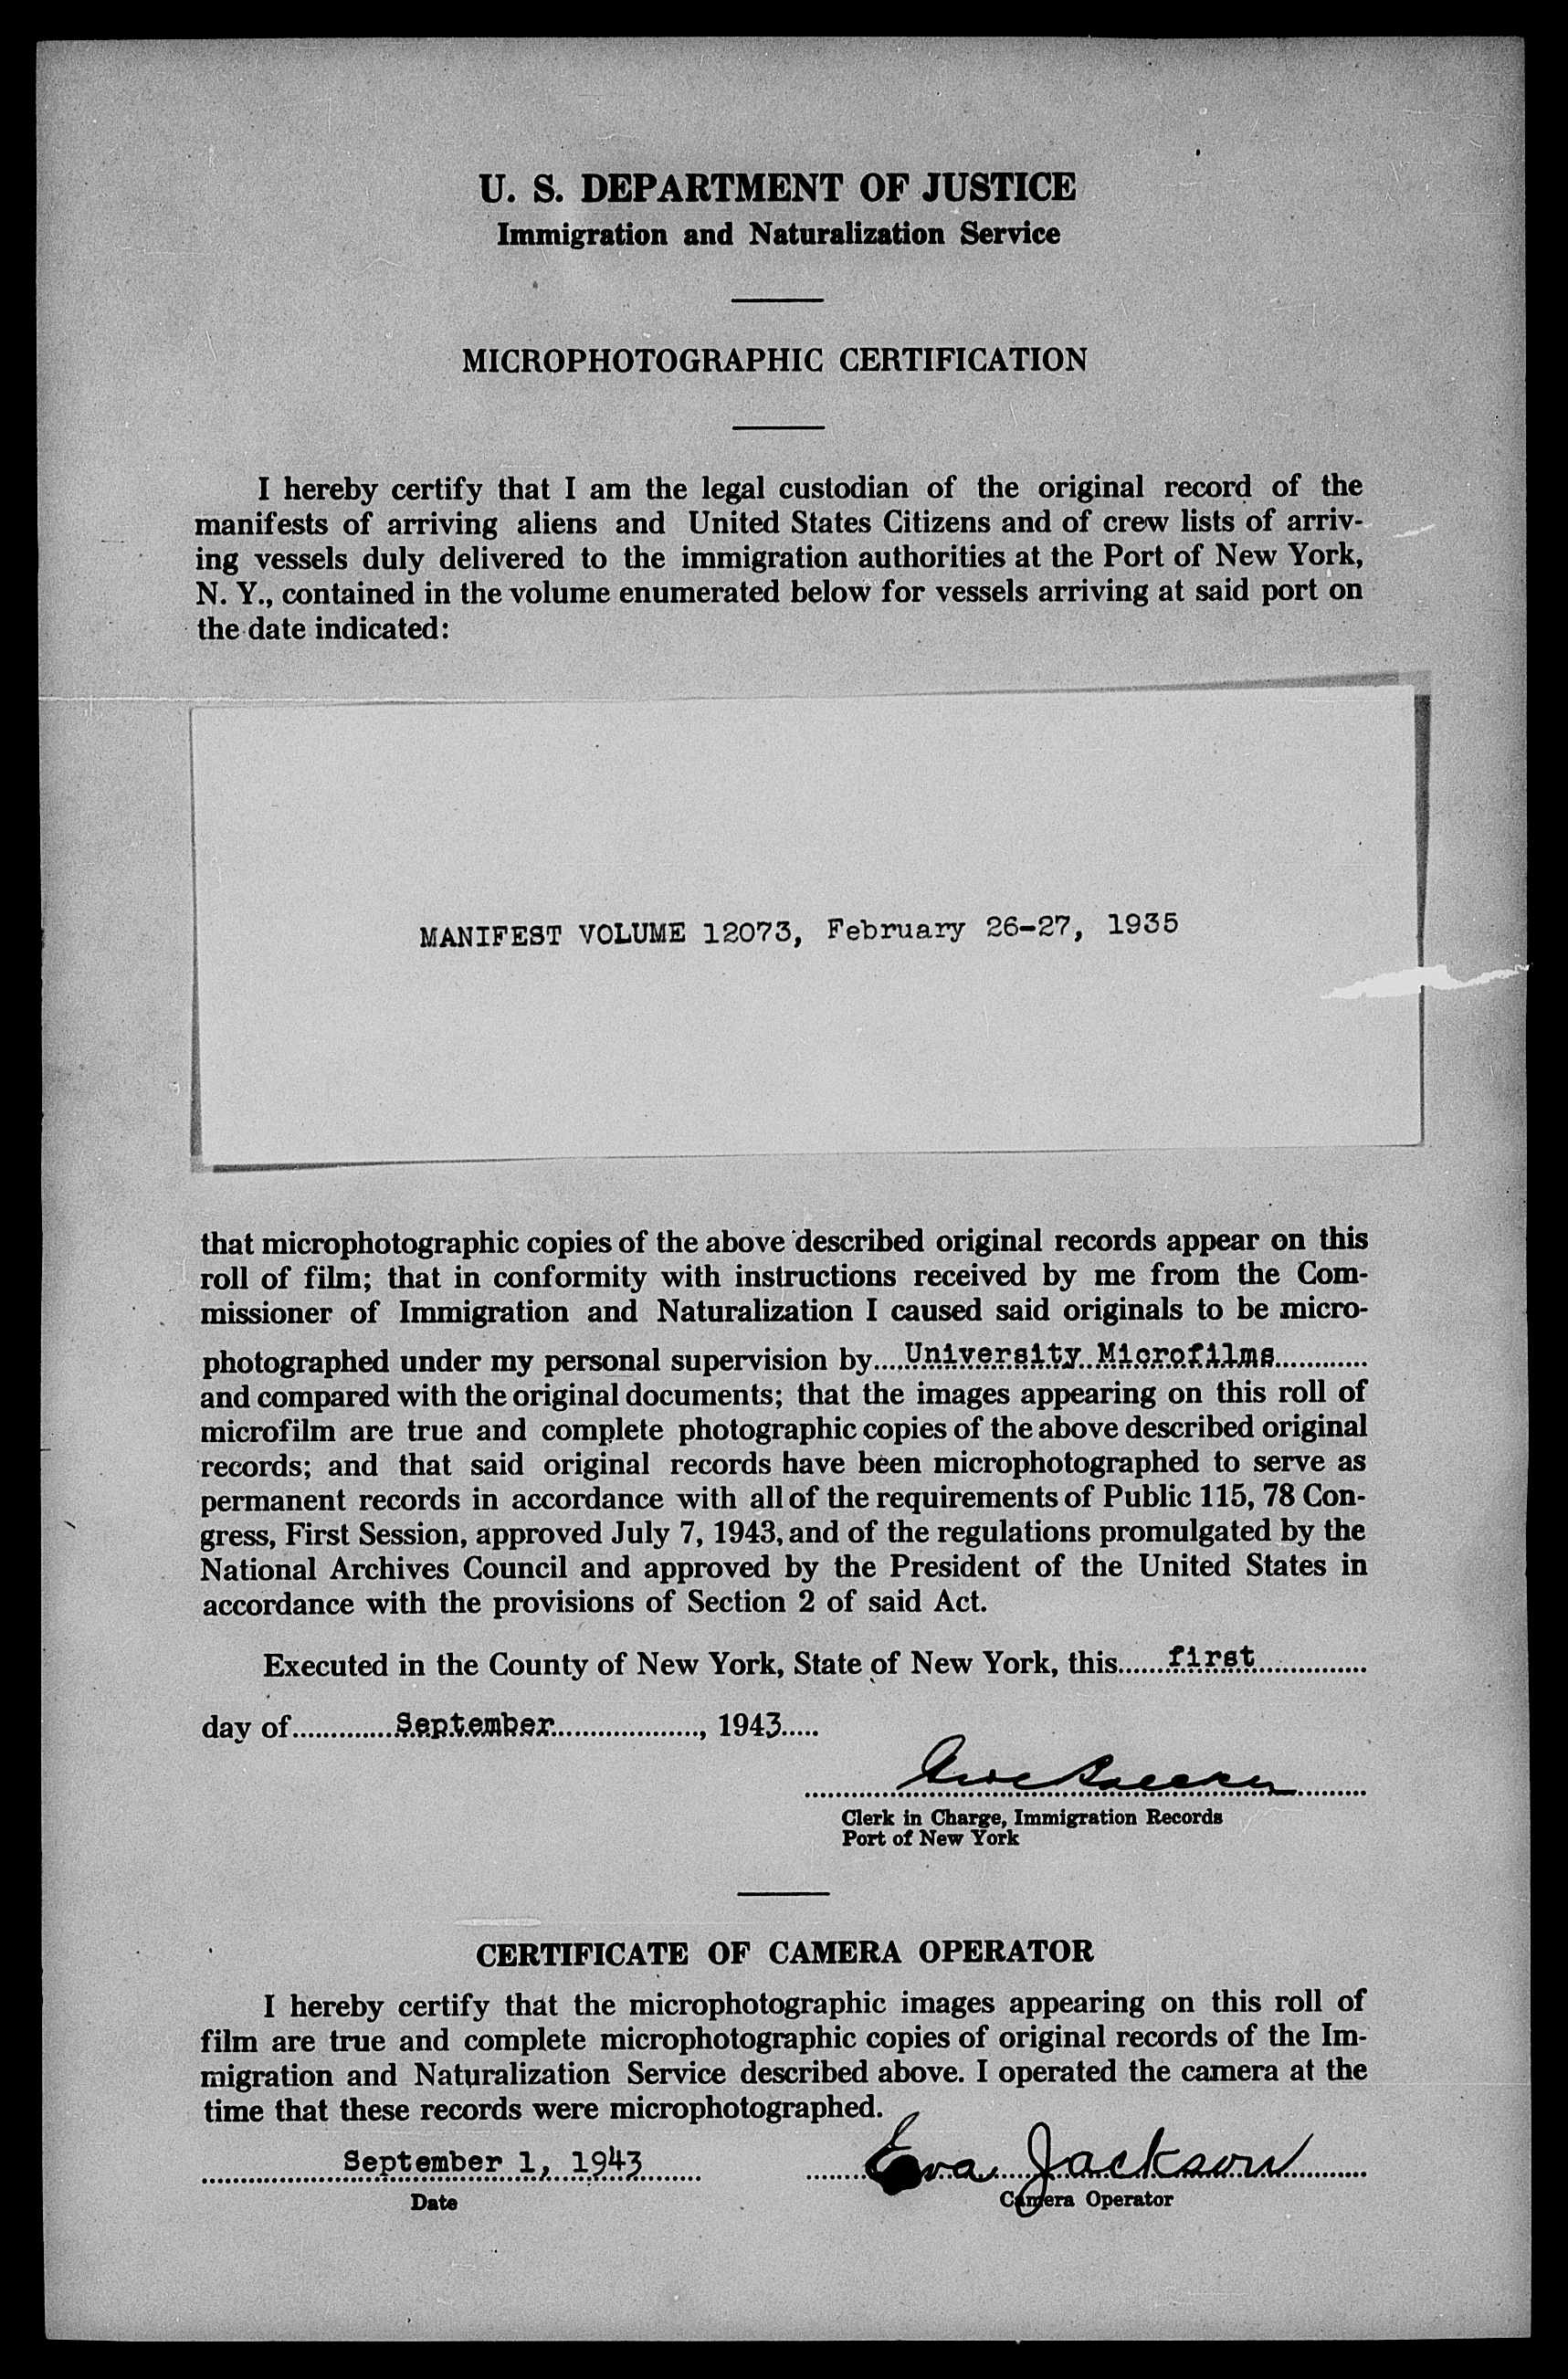 U. S. DEPARTMENT OF JUSTICE
Immigration and Naturalization Service
MICROPHOTOGRAPHIC CERTIFICATION
I hereby certify that I am the legal custodian of the original record of the
manifests of arriving aliens and United States Citizens and of crew lists of arriv-
ing vessels duly delivered to the immigration authorities at the Port of New York,
N. Y., contained in the volume enumerated below for vessels arriving at said port on
the date indicated:
MANIFEST VOLUME 12073, February 26-27, 1935
that microphotographic copies of the above described original records appear on this
roll of film; that in conformity with instructions received by me from the Com-
missioner of Immigration and Naturalization I caused said originals to be micro-
photographed under my personal supervision by.....University Microfilms............
and compared with the original documents; that the images appearing on this roll of
microfilm are true and complete photographic copies of the above described original
records; and that said original records have been microphotographed to serve as
permanent records in accordance with all of the requirements of Public 115, 78 Con-
gress, First Session, approved July 7, 1943, and of the regulations promulgated by the
National Archives Council and approved by the President of the United States in
accordance with the provisions of Section 2 of said Act.
Executed in the County of New York, State of New York, this.......first...............
day of..............September..................., 1943.....
Clerk in Charge, Immigration Records
Port of New York
CERTIFICATE OF CAMERA OPERATOR
I hereby certify that the microphotographic images appearing on this roll of
film are true and complete microphotographic copies of original records of the Im-
migration and Naturalization Service described above. I operated the camera at the
time that these records were microphotographed.
September 1, 1943 Eva Jackson
Date Camera Operator